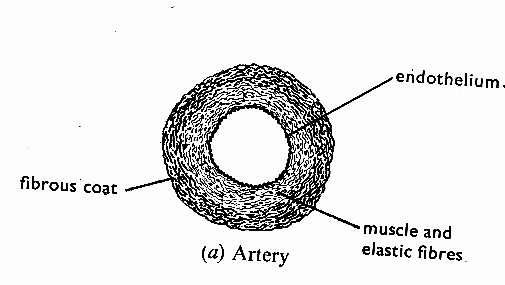 endothelium.
fibrous coat
muscle and
elastic fibres
(a) Artery